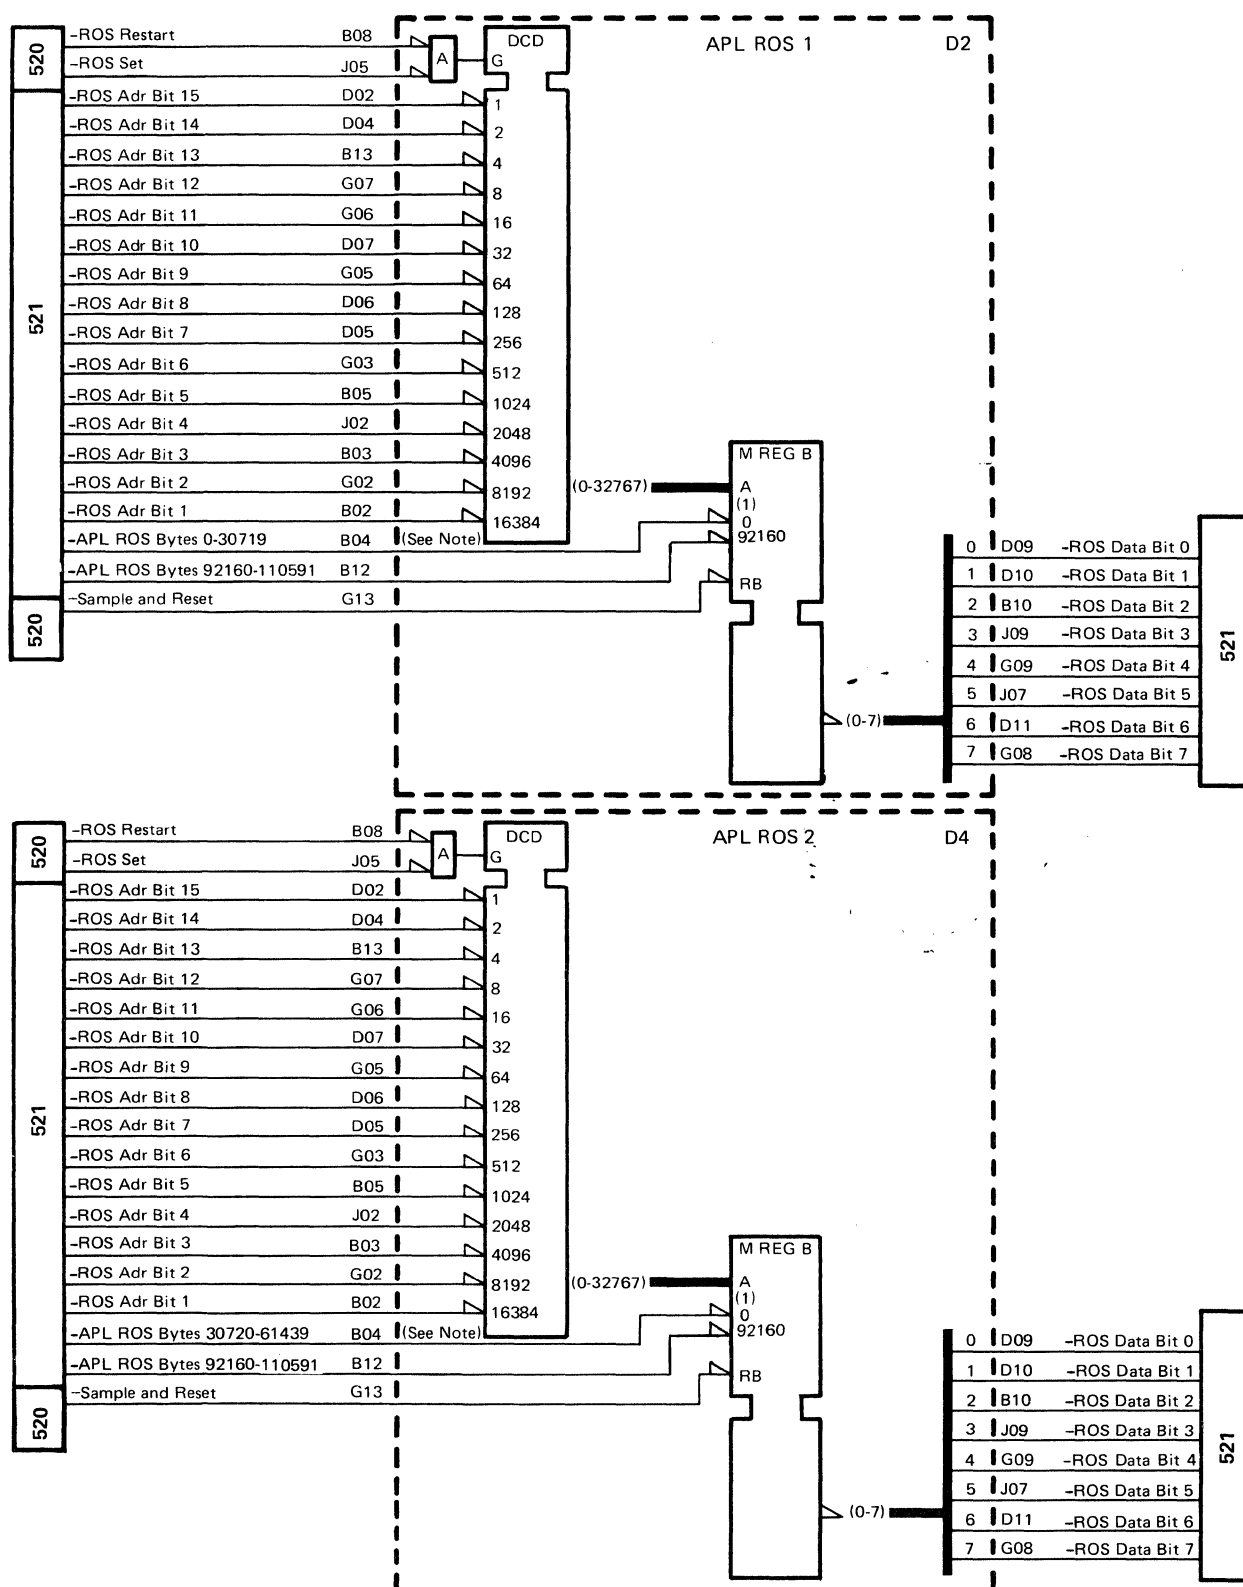 APL ROS 1 D2
520
-ROS Restart B08
-ROS Set J05
A
DCD
G
521
-ROS Adr Bit 15 D02 1
-ROS Adr Bit 14 D04 2
-ROS Adr Bit 13 B13 4
-ROS Adr Bit 12 G07 8
-ROS Adr Bit 11 G06 16
-ROS Adr Bit 10 D07 32
-ROS Adr Bit 9 G05 64
-ROS Adr Bit 8 D06 128
-ROS Adr Bit 7 D05 256
-ROS Adr Bit 6 G03 512
-ROS Adr Bit 5 B05 1024
-ROS Adr Bit 4 J02 2048
-ROS Adr Bit 3 B03 4096
-ROS Adr Bit 2 G02 8192
-ROS Adr Bit 1 B02 16384
-APL ROS Bytes 0-30719 B04 (See Note)
-APL ROS Bytes 92160-110591 B12
520
-Sample and Reset G13
M REG B
(0-32767) A
(1)
0
92160
RB
(0-7)
0 D09 -ROS Data Bit 0
1 D10 -ROS Data Bit 1
2 B10 -ROS Data Bit 2
3 J09 -ROS Data Bit 3
4 G09 -ROS Data Bit 4
5 J07 -ROS Data Bit 5
6 D11 -ROS Data Bit 6
7 G08 -ROS Data Bit 7
521
APL ROS 2 D4
520
-ROS Restart B08
-ROS Set J05
A
DCD
G
521
-ROS Adr Bit 15 D02 1
-ROS Adr Bit 14 D04 2
-ROS Adr Bit 13 B13 4
-ROS Adr Bit 12 G07 8
-ROS Adr Bit 11 G06 16
-ROS Adr Bit 10 D07 32
-ROS Adr Bit 9 G05 64
-ROS Adr Bit 8 D06 128
-ROS Adr Bit 7 D05 256
-ROS Adr Bit 6 G03 512
-ROS Adr Bit 5 B05 1024
-ROS Adr Bit 4 J02 2048
-ROS Adr Bit 3 B03 4096
-ROS Adr Bit 2 G02 8192
-ROS Adr Bit 1 B02 16384
-APL ROS Bytes 30720-61439 B04 (See Note)
-APL ROS Bytes 92160-110591 B12
520
-Sample and Reset G13
M REG B
(0-32767) A
(1)
0
92160
RB
(0-7)
0 D09 -ROS Data Bit 0
1 D10 -ROS Data Bit 1
2 B10 -ROS Data Bit 2
3 J09 -ROS Data Bit 3
4 G09 -ROS Data Bit 4
5 J07 -ROS Data Bit 5
6 D11 -ROS Data Bit 6
7 G08 -ROS Data Bit 7
521